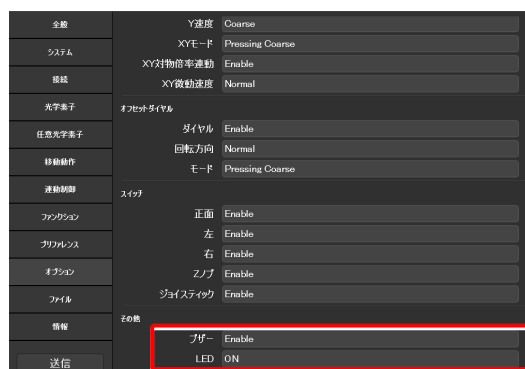 全般
システム
接続
光学素子
任意光学素子
移動動作
連動制御
ファンクション
プリファレンス
オプション
ファイル
情報
送信
Y速度 Coarse
XYモード Pressing Coarse
XY対物倍率連動 Enable
XY微動速度 Normal
オフセットダイヤル
ダイヤル Enable
回転方向 Normal
モード Pressing Coarse
スイッチ
正面 Enable
左 Enable
右 Enable
Zノブ Enable
ジョイスティック Enable
その他
ブザー Enable
LED ON